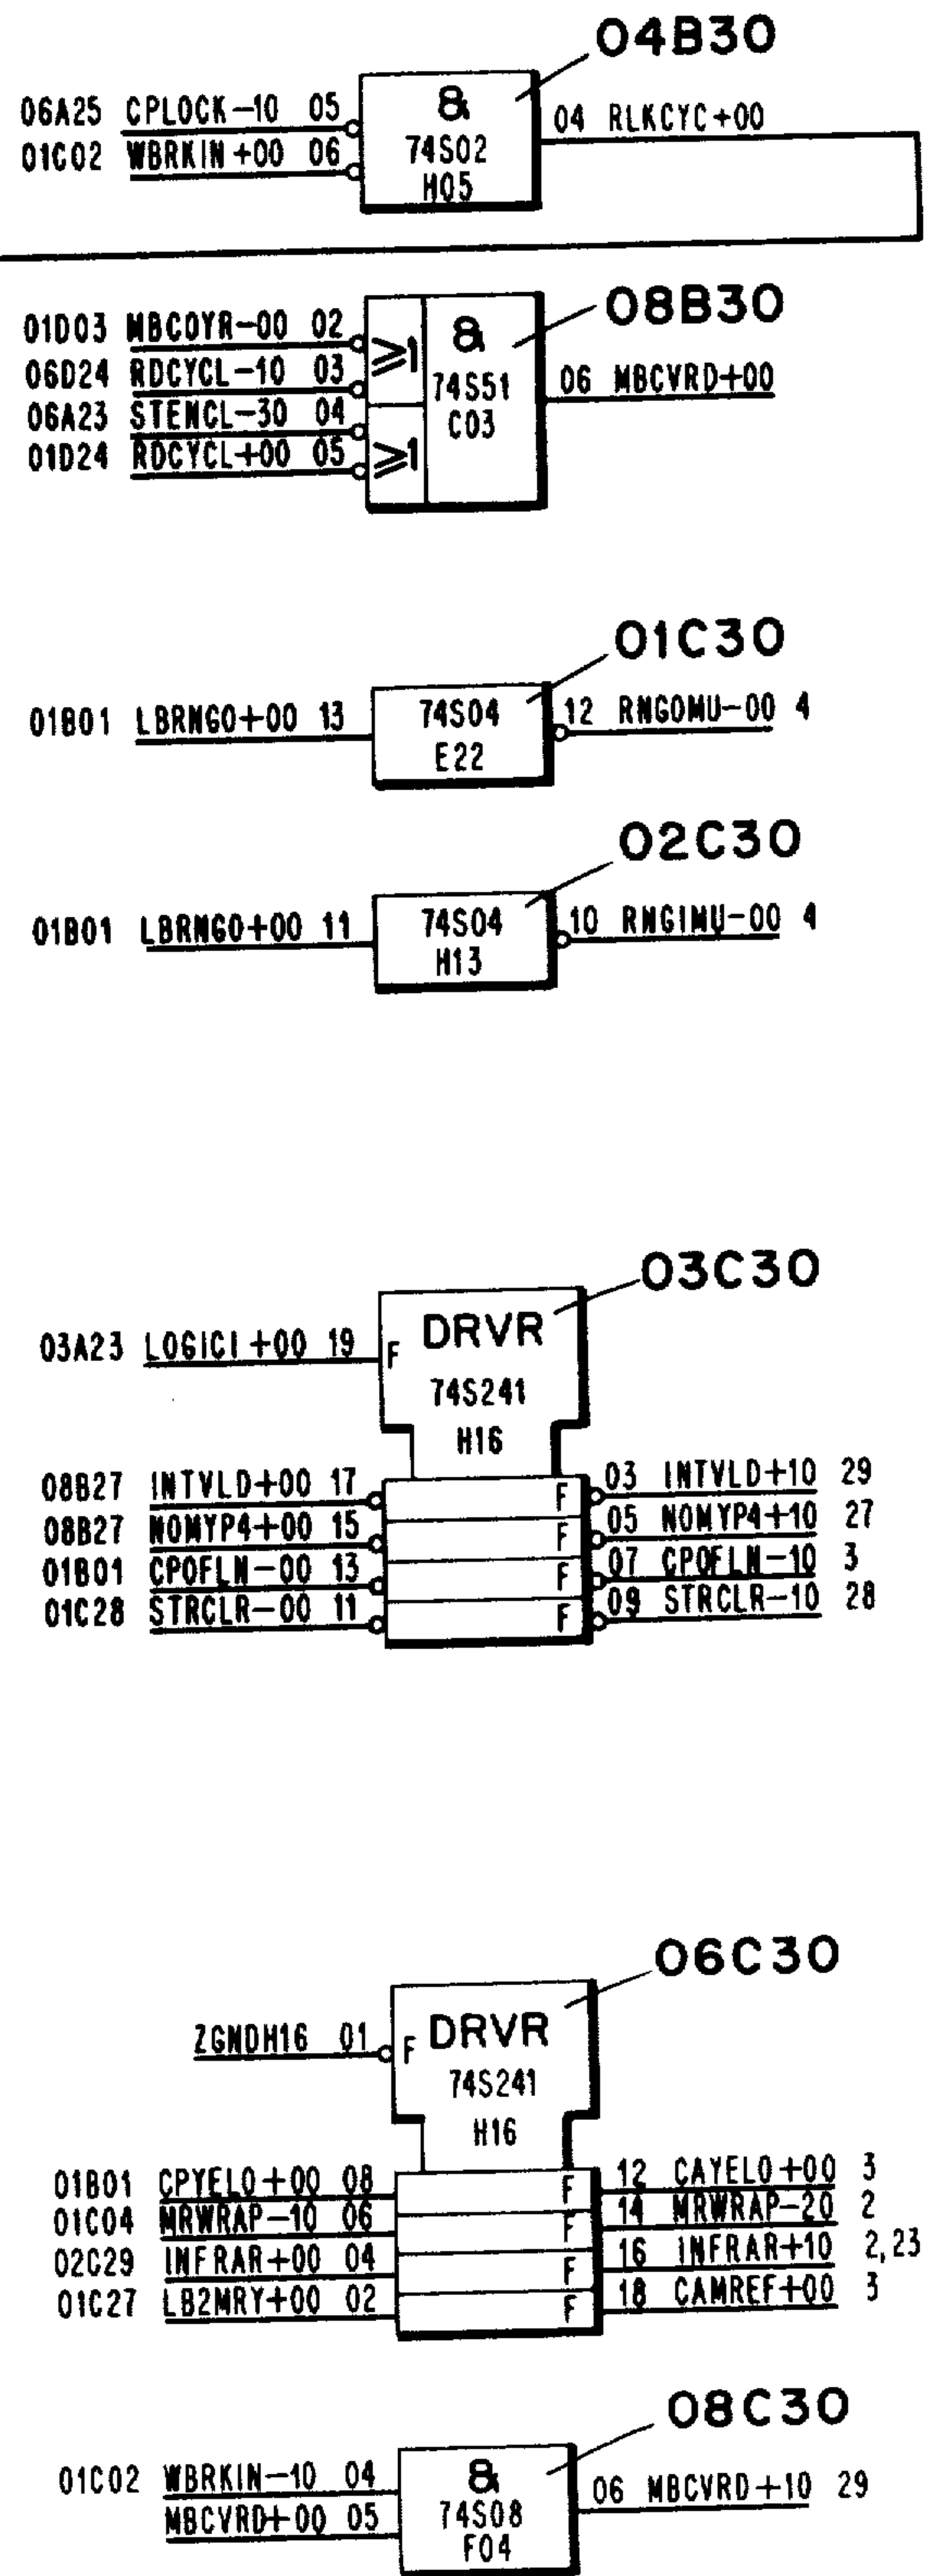 04B30
06A25 CPLOCK-10 05 & 04 RLKCYC+00
01C02 WBRKIN+00 06 74S02
H05
08B30
01D03 MBCOYR-00 02 ≥1 &
06D24 RDCYCL-10 03 74S51 06 MBCVRD+00
06A23 STENCL-30 04 C03
01D24 RDCYCL+00 05 ≥1
01C30
01B01 LBRNGO+00 13 74S04 12 RNGOMU-00 4
E22
02C30
01B01 LBRNGO+00 11 74S04 10 RNGIMU-00 4
H13
03C30
03A23 LOGICI+00 19 F DRVR
74S241
H16
08B27 INTVLD+00 17 F 03 INTVLD+10 29
08B27 NOMYP4+00 15 F 05 NOMYP4+10 27
01B01 CPOFLN-00 13 F 07 CPOFLN-10 3
01C28 STRCLR-00 11 F 09 STRCLR-10 28
06C30
ZGNDH16 01 F DRVR
74S241
H16
01B01 CPYELO+00 08 F 12 CAYELO+00 3
01C04 MRWRAP-10 06 F 14 MRWRAP-20 2
02C29 INFRAR+00 04 F 16 INFRAR+10 2,23
01C27 LB2MRY+00 02 F 18 CAMREF+00 3
08C30
01C02 WBRKIN-10 04 & 06 MBCVRD+10 29
MBCVRD+00 05 74S08
F04